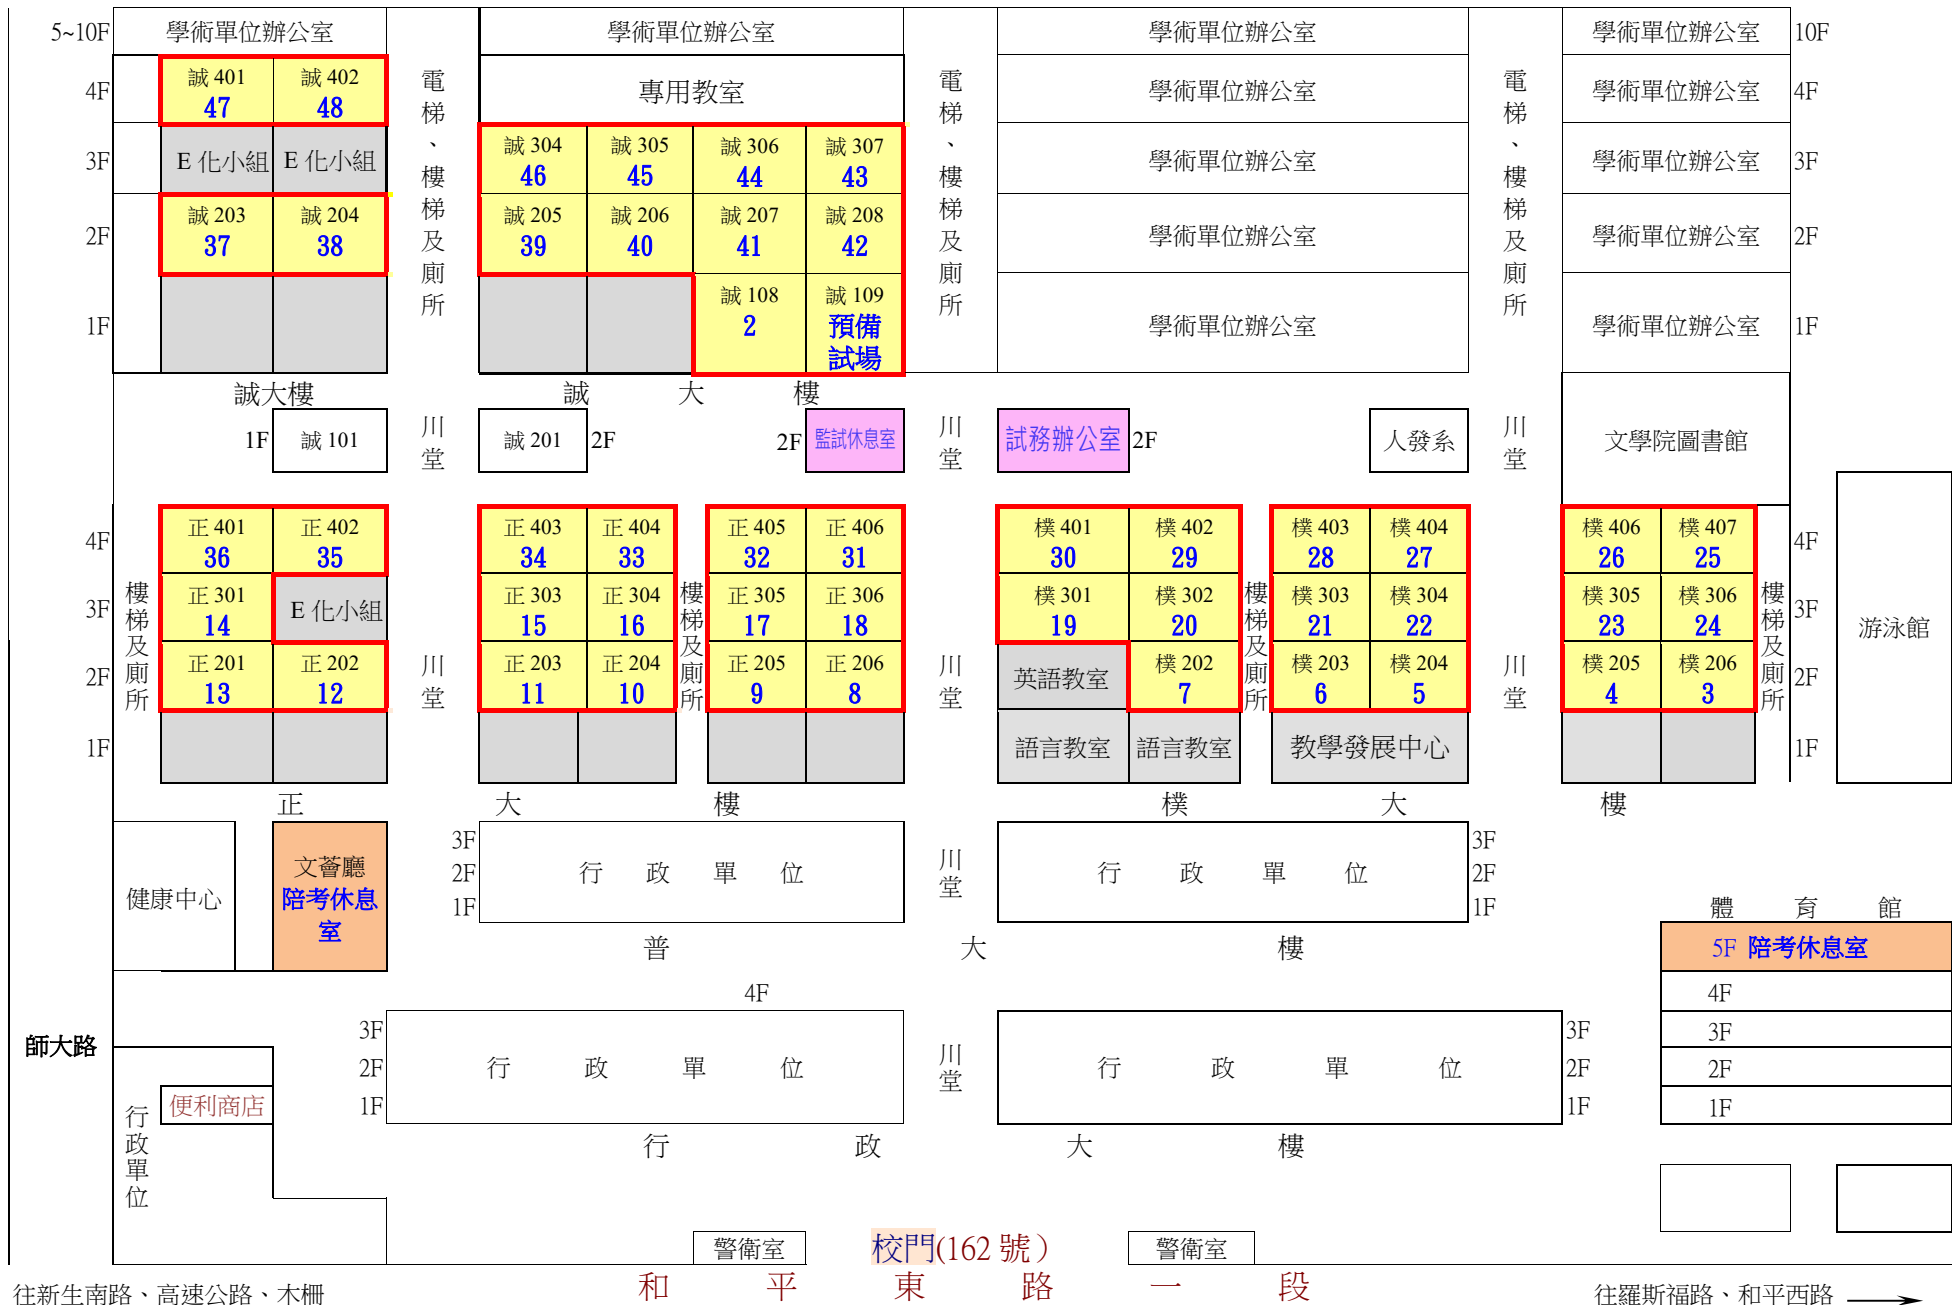 5~10F 學術單位辦公室 學術單位辦公室 學術單位辦公室 學術單位辦公室 10F
4F 誠 401 誠 402 專用教室 學術單位辦公室 學術單位辦公室 4F
47 48
電梯、樓梯及廁所
電梯、樓梯及廁所
電梯、樓梯及廁所
3F E 化小組 E 化小組 誠 304 誠 305 誠 306 誠 307 學術單位辦公室 學術單位辦公室 3F
46 45 44 43
2F 誠 203 誠 204 誠 205 誠 206 誠 207 誠 208 學術單位辦公室 學術單位辦公室 2F
37 38 39 40 41 42
1F 誠 108 誠 109 學術單位辦公室 學術單位辦公室 1F
2 預備
試場
誠大樓 誠 大 樓
1F 誠 101 川堂 誠 201 2F 2F 監試休息室 川堂 試務辦公室 2F 人發系 川堂 文學院圖書館
4F 正 401 正 402 正 403 正 404 正 405 正 406 樸 401 樸 402 樸 403 樸 404 樸 406 樸 407 4F
36 35 34 33 32 31 30 29 28 27 26 25
樓梯及廁所
樓梯及廁所
樓梯及廁所
樓梯及廁所
3F 正 301 E 化小組 正 303 正 304 正 305 正 306 樸 301 樸 302 樸 303 樸 304 樸 305 樸 306 3F
14 15 16 17 18 19 20 21 22 23 24
游泳館
2F 正 201 正 202 川堂 正 203 正 204 正 205 正 206 川堂 英語教室 樸 202 樸 203 樸 204 川堂 樸 205 樸 206 2F
13 12 11 10 9 8 7 6 5 4 3
1F 語言教室 語言教室 教學發展中心 1F
正 大 樓 樸 大 樓
健康中心
文薈廳
陪考休息
室
3F
2F 行 政 單 位
1F
川堂
3F
行 政 單 位 2F
1F
普 大 樓
體 育 館
5F 陪考休息室
4F
3F
2F
1F
4F
3F
2F 行 政 單 位
1F
川堂
3F
行 政 單 位 2F
1F
行 政 大 樓
師大路
行政單位
便利商店
警衛室 校門(162 號） 警衛室
和 平 東 路 一 段
往新生南路、高速公路、木柵 往羅斯福路、和平西路